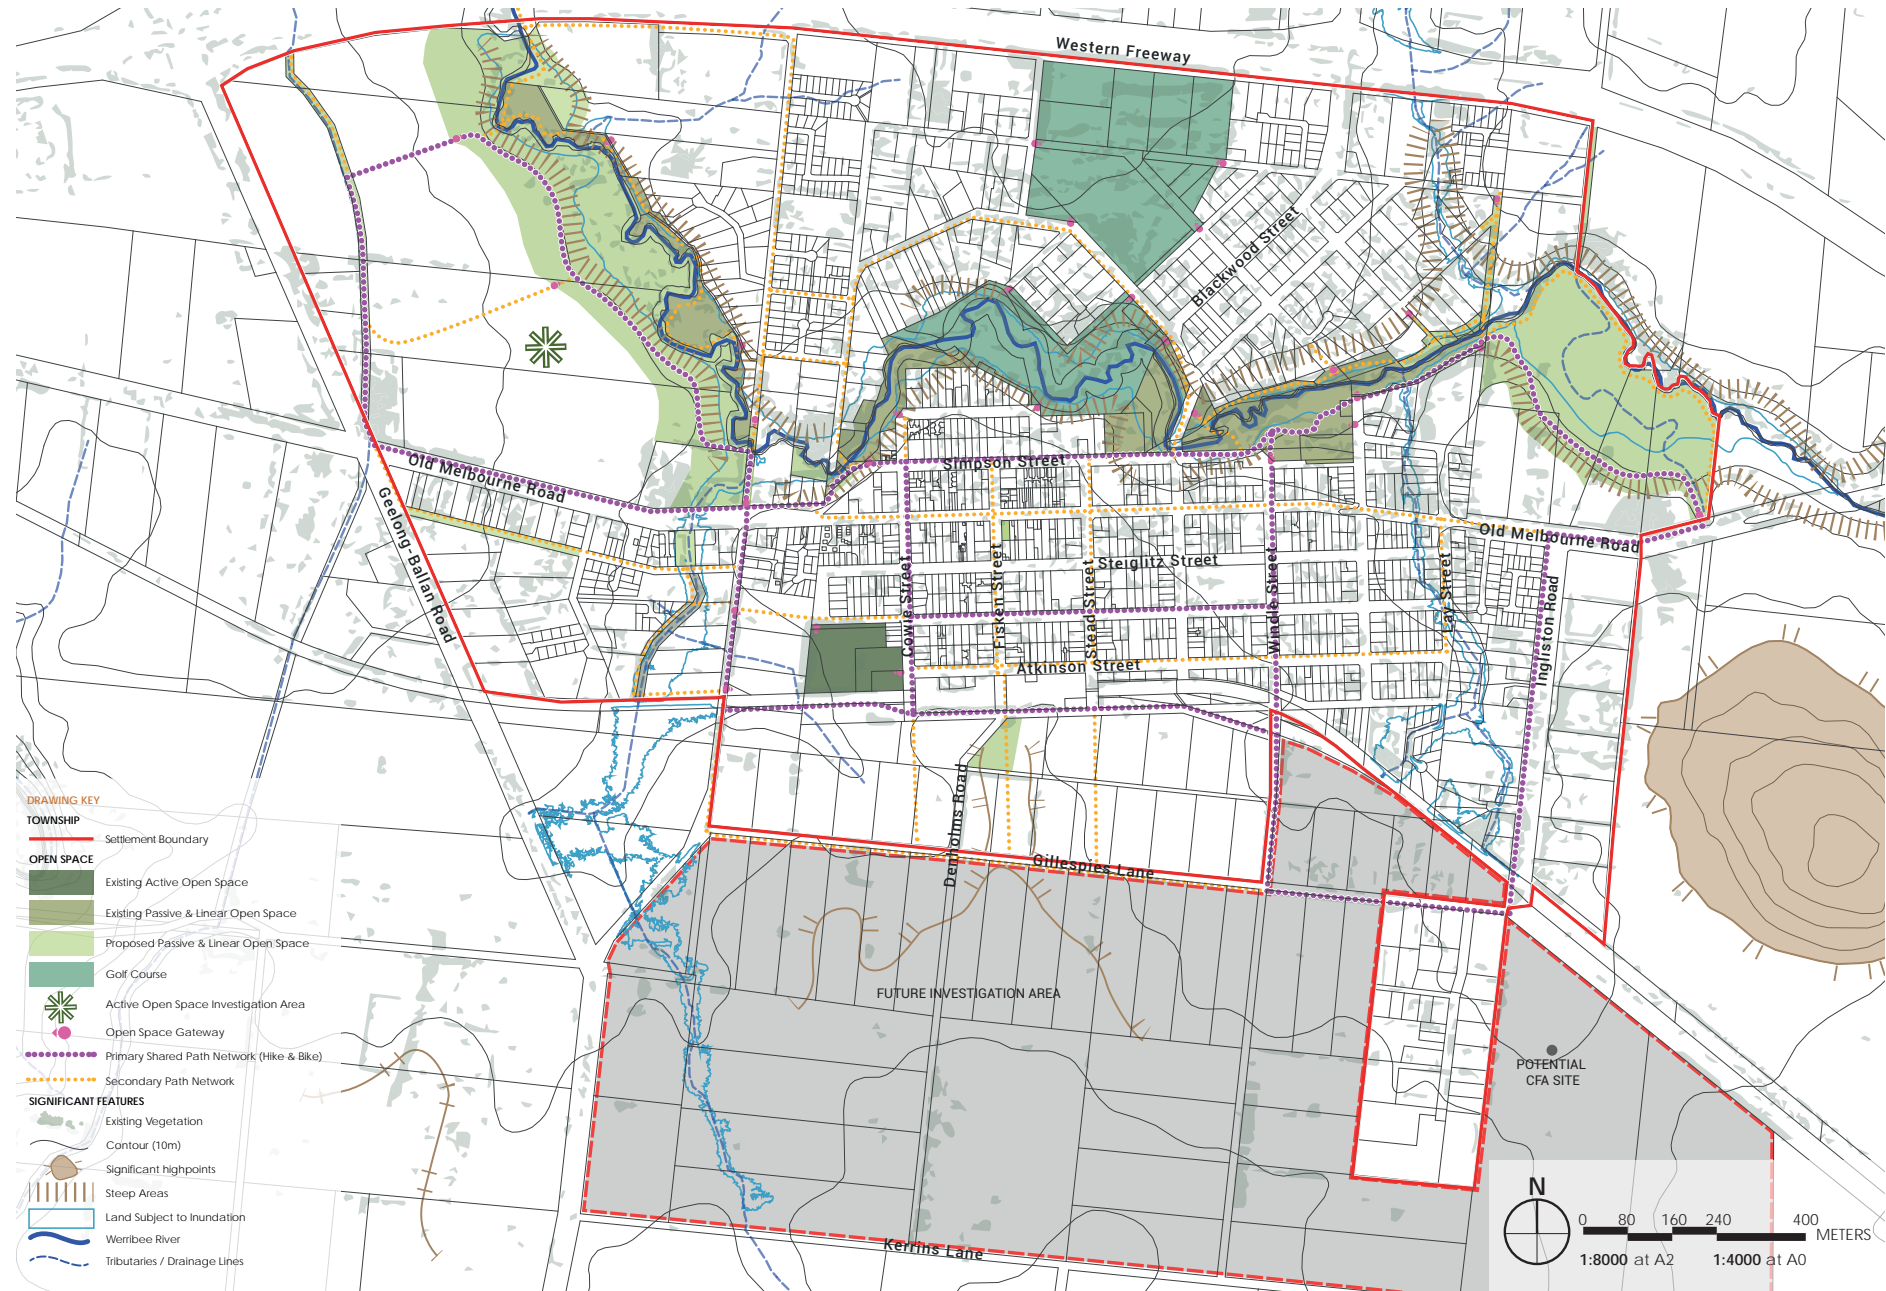 Western Freeway
Blackwood Street
Simpson Street
Old Melbourne Road
Geelong-Ballan Road
Old Melbourne Road
Steiglitz Street
Cowie Street
Fisken Street
Stead Street
Windle Street
Lay Street
Ingliston Road
Atkinson Street
Denholms Road
Gillespies Lane
FUTURE INVESTIGATION AREA
POTENTIAL
CFA SITE
Kerrins Lane
DRAWING KEY
TOWNSHIP
Settlement Boundary
OPEN SPACE
Existing Active Open Space
Existing Passive & Linear Open Space
Proposed Passive & Linear Open Space
Golf Course
Active Open Space Investigation Area
Open Space Gateway
Primary Shared Path Network (Hike & Bike)
Secondary Path Network
SIGNIFICANT FEATURES
Existing Vegetation
Contour (10m)
Significant highpoints
Steep Areas
Land Subject to Inundation
Werribee River
Tributaries / Drainage Lines
N
0 80 160 240 400
METERS
1:8000 at A2 1:4000 at A0